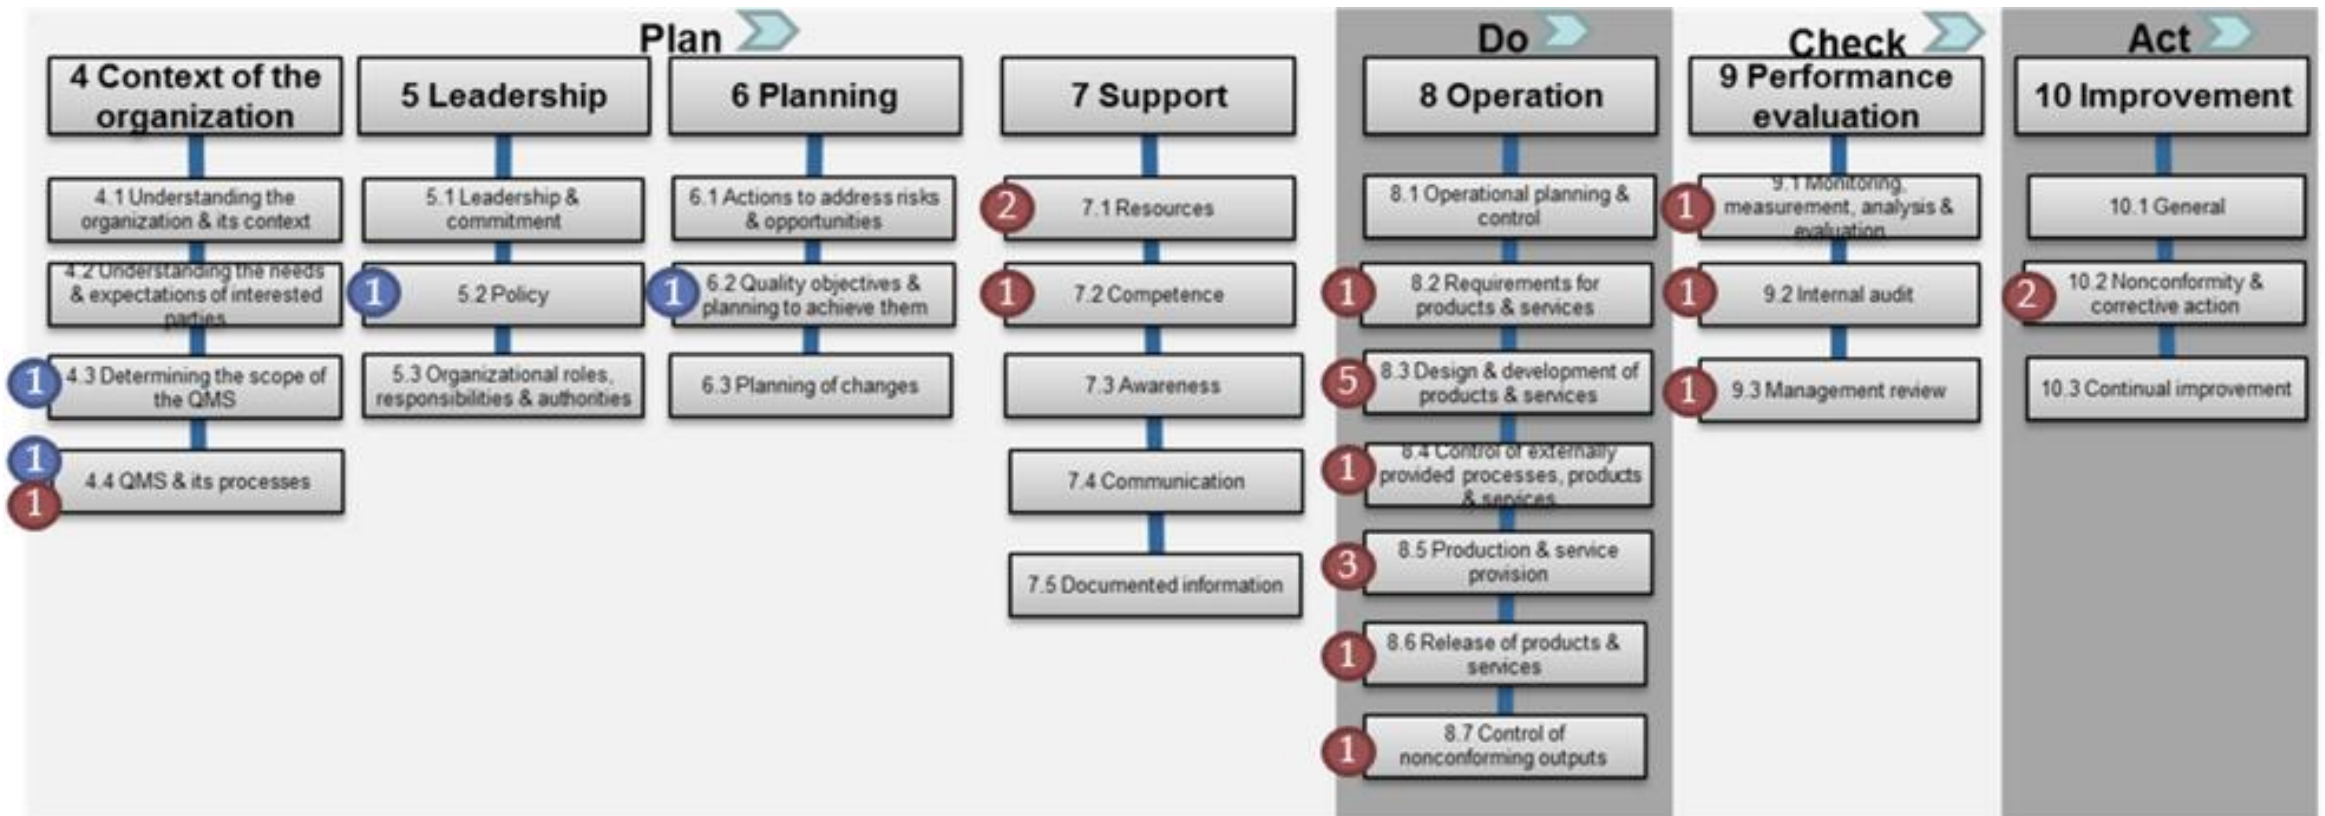 Plan
Do
Check
Act
4 Context of the
organization
5 Leadership
6 Planning
7 Support
8 Operation
9 Performance
evaluation
10 Improvement
4.1 Understanding the
organization & its context
4.2 Understanding the needs
& expectations of interested
parties
1
4.3 Determining the scope of
the QMS
1
1
4.4 QMS & its processes
5.1 Leadership &
commitment
1
5.2 Policy
5.3 Organizational roles,
responsibilities & authorities
6.1 Actions to address risks
& opportunities
1
6.2 Quality objectives &
planning to achieve them
6.3 Planning of changes
2
7.1 Resources
1
7.2 Competence
7.3 Awareness
7.4 Communication
7.5 Documented information
8.1 Operational planning &
control
1
8.2 Requirements for
products & services
5
8.3 Design & development of
products & services
1
8.4 Control of externally
provided processes, products
& services
3
8.5 Production & service
provision
1
8.6 Release of products &
services
1
8.7 Control of
nonconforming outputs
1
9.1 Monitoring,
measurement, analysis &
evaluation
1
9.2 Internal audit
1
9.3 Management review
10.1 General
2
10.2 Nonconformity &
corrective action
10.3 Continual improvement